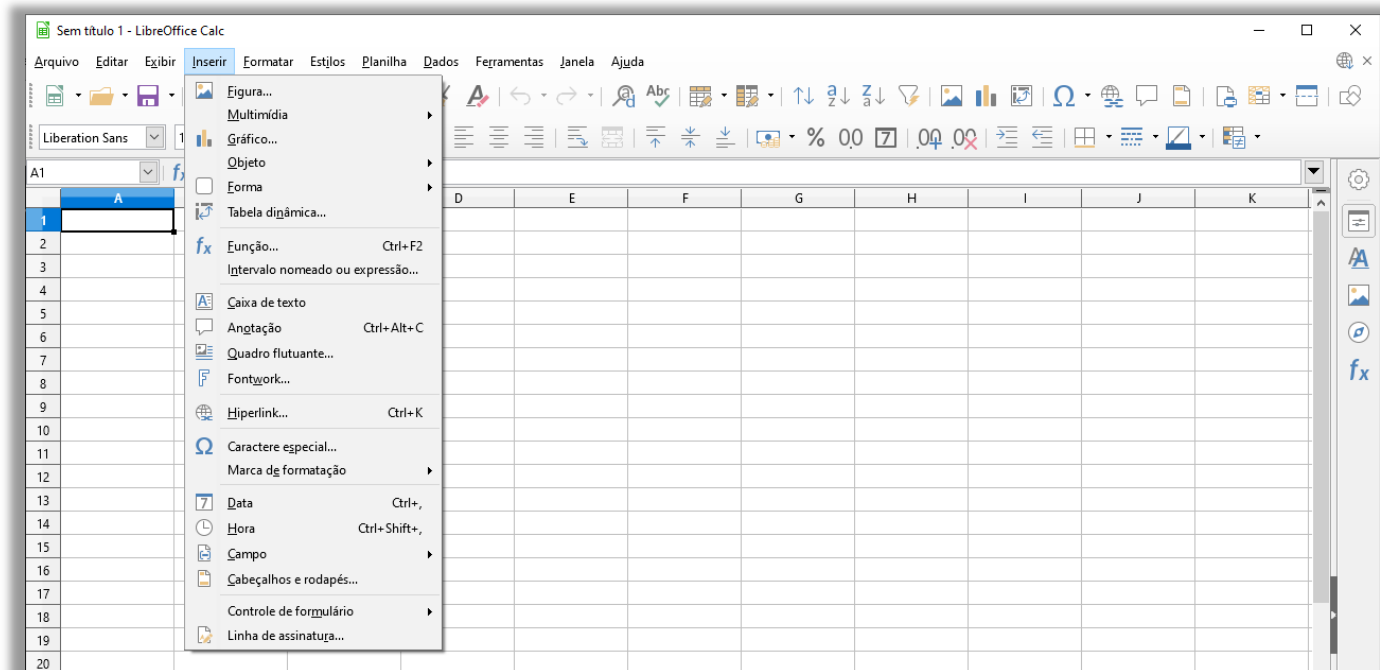 Sem título 1 - LibreOffice Calc
Arquivo Editar Exibir Inserir Formatar Estilos Planilha Dados Ferramentas Janela Ajuda
Liberation Sans
A1
A D E F G H I J K
Figura...
Multimídia
Gráfico...
Objeto
Forma
Tabela dinâmica...
Função... Ctrl+F2
Intervalo nomeado ou expressão...
Caixa de texto
Anotação Ctrl+Alt+C
Quadro flutuante...
Fontwork...
Hiperlink... Ctrl+K
Caractere especial...
Marca de formatação
Data Ctrl+,
Hora Ctrl+Shift+,
Campo
Cabeçalhos e rodapés...
Controle de formulário
Linha de assinatura...
1
2
3
4
5
6
7
8
9
10
11
12
13
14
15
16
17
18
19
20